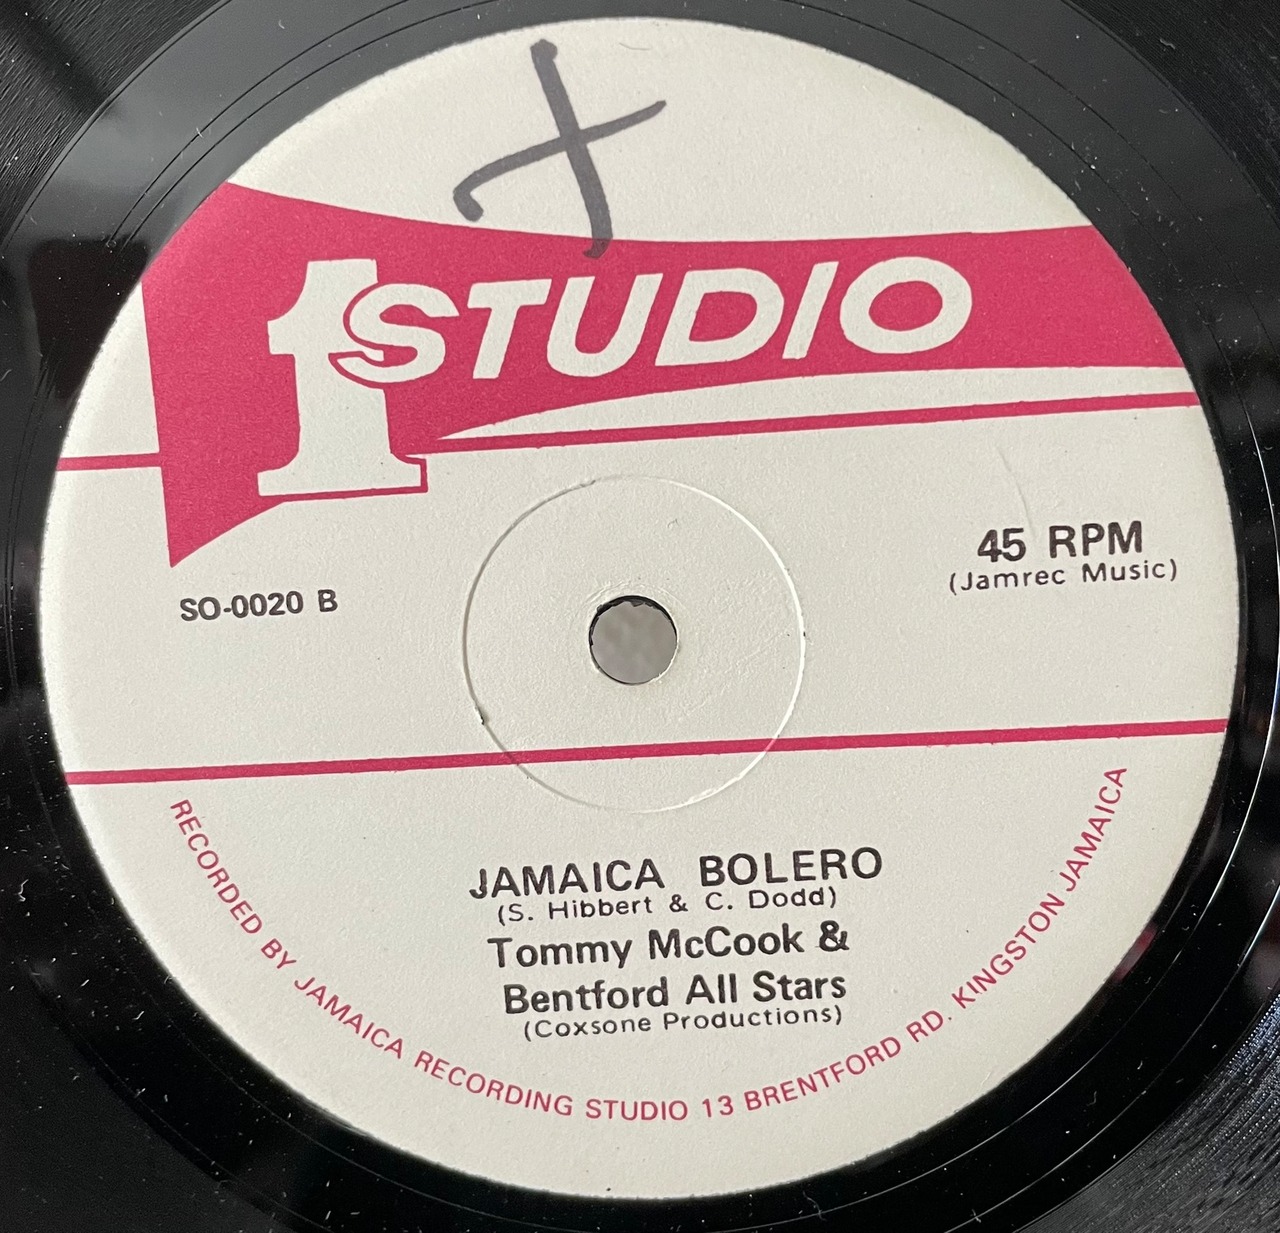 1 STUDIO
45 RPM
(Jamrec Music)
SO-0020 B
JAMAICA BOLERO
(S. Hibbert & C. Dodd)
Tommy McCook &
Bentford All Stars
(Coxsone Productions)
RECORDED BY JAMAICA RECORDING STUDIO 13 BRENTFORD RD. KINGSTON JAMAICA